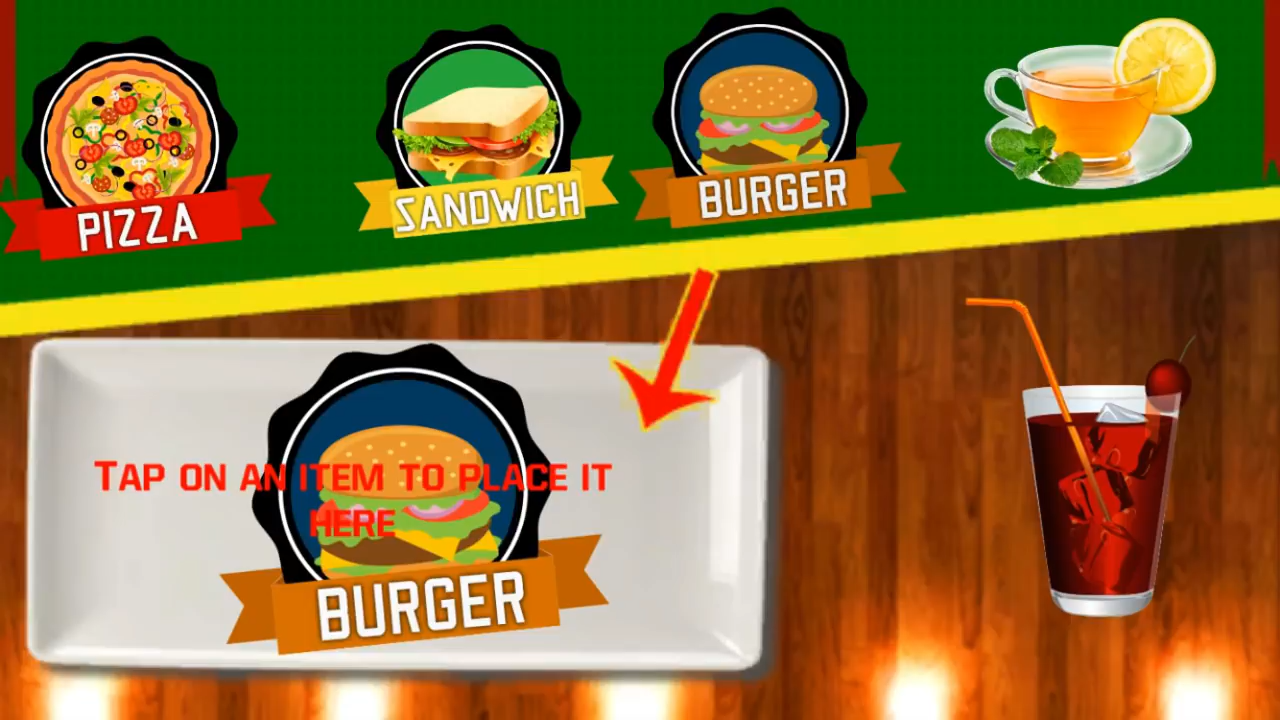 PIZZA
SANDWICH
BURGER
TAP ON AN ITEM TO PLACE IT
HERE
BURGER